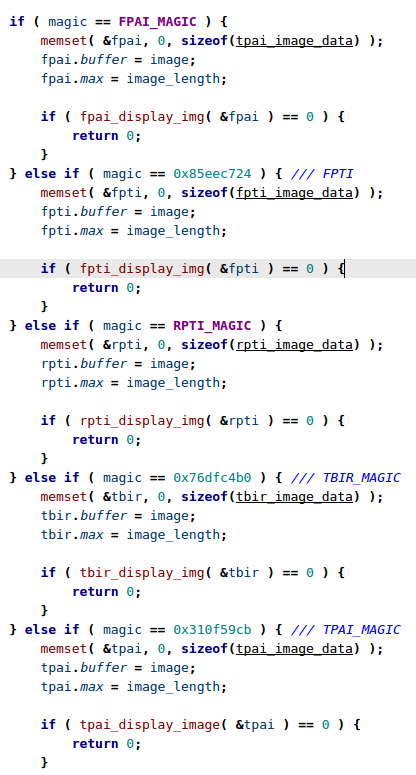 if ( magic == FPAI_MAGIC ) {
memset( &fpai, 0, sizeof(tpai_image_data) );
fpai.buffer = image;
fpai.max = image_length;
if ( fpai_display_img( &fpai ) == 0 ) {
return 0;
}
} else if ( magic == 0x85eec724 ) { /// FPTI
memset( &fpti, 0, sizeof(fpti_image_data) );
fpti.buffer = image;
fpti.max = image_length;
if ( fpti_display_img( &fpti ) == 0 ) {
return 0;
}
} else if ( magic == RPTI_MAGIC ) {
memset( &rpti, 0, sizeof(rpti_image_data) );
rpti.buffer = image;
rpti.max = image_length;
if ( rpti_display_img( &rpti ) == 0 ) {
return 0;
}
} else if ( magic == 0x76dfc4b0 ) { /// TBIR_MAGIC
memset( &tbir, 0, sizeof(tbir_image_data) );
tbir.buffer = image;
tbir.max = image_length;
if ( tbir_display_img( &tbir ) == 0 ) {
return 0;
}
} else if ( magic == 0x310f59cb ) { /// TPAI_MAGIC
memset( &tpai, 0, sizeof(tpai_image_data) );
tpai.buffer = image;
tpai.max = image_length;
if ( tpai_display_image( &tpai ) == 0 ) {
return 0;
}